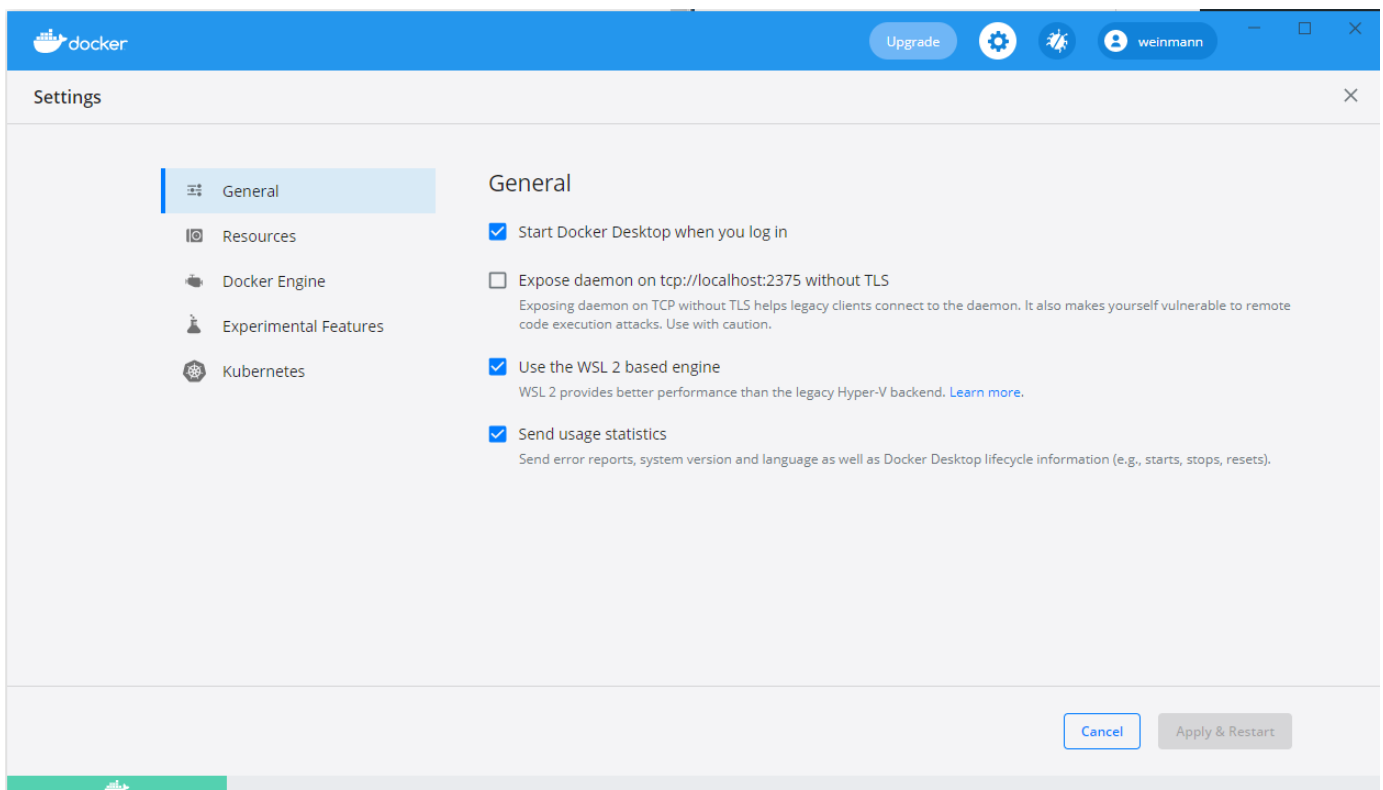 docker
Upgrade
weinmann
Settings
General
Resources
Docker Engine
Experimental Features
Kubernetes
General
Start Docker Desktop when you log in
Expose daemon on tcp://localhost:2375 without TLS
Exposing daemon on TCP without TLS helps legacy clients connect to the daemon. It also makes yourself vulnerable to remote
code execution attacks. Use with caution.
Use the WSL 2 based engine
WSL 2 provides better performance than the legacy Hyper-V backend. Learn more.
Send usage statistics
Send error reports, system version and language as well as Docker Desktop lifecycle information (e.g., starts, stops, resets).
Cancel
Apply & Restart